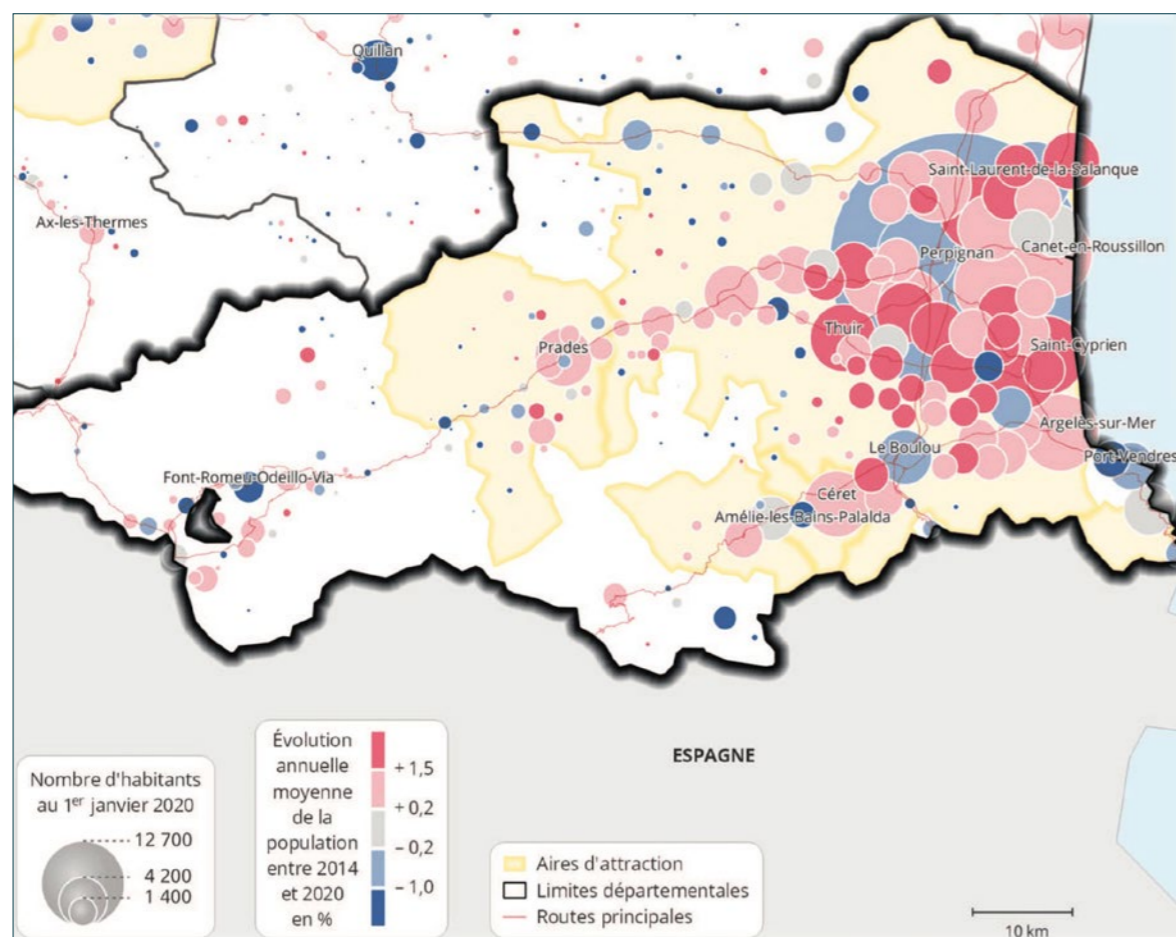 Quillan
Ax-les-Thermes
Saint-Laurent-de-la-Salanque
Perpignan
Canet-en-Roussillon
Thuir
Saint-Cyprien
Prades
Argelès-sur-Mer
Le Boulou
Port-Vendres
Font-Romeu-Odeillo-Via
Céret
Amélie-les-Bains-Palalda
ESPAGNE
Nombre d'habitants
au 1er janvier 2020
12 700
4 200
1 400
Évolution
annuelle
moyenne
de la
population
entre 2014
et 2020
en %
+ 1,5
+ 0,2
– 0,2
– 1,0
Aires d'attraction
Limites départementales
Routes principales
10 km